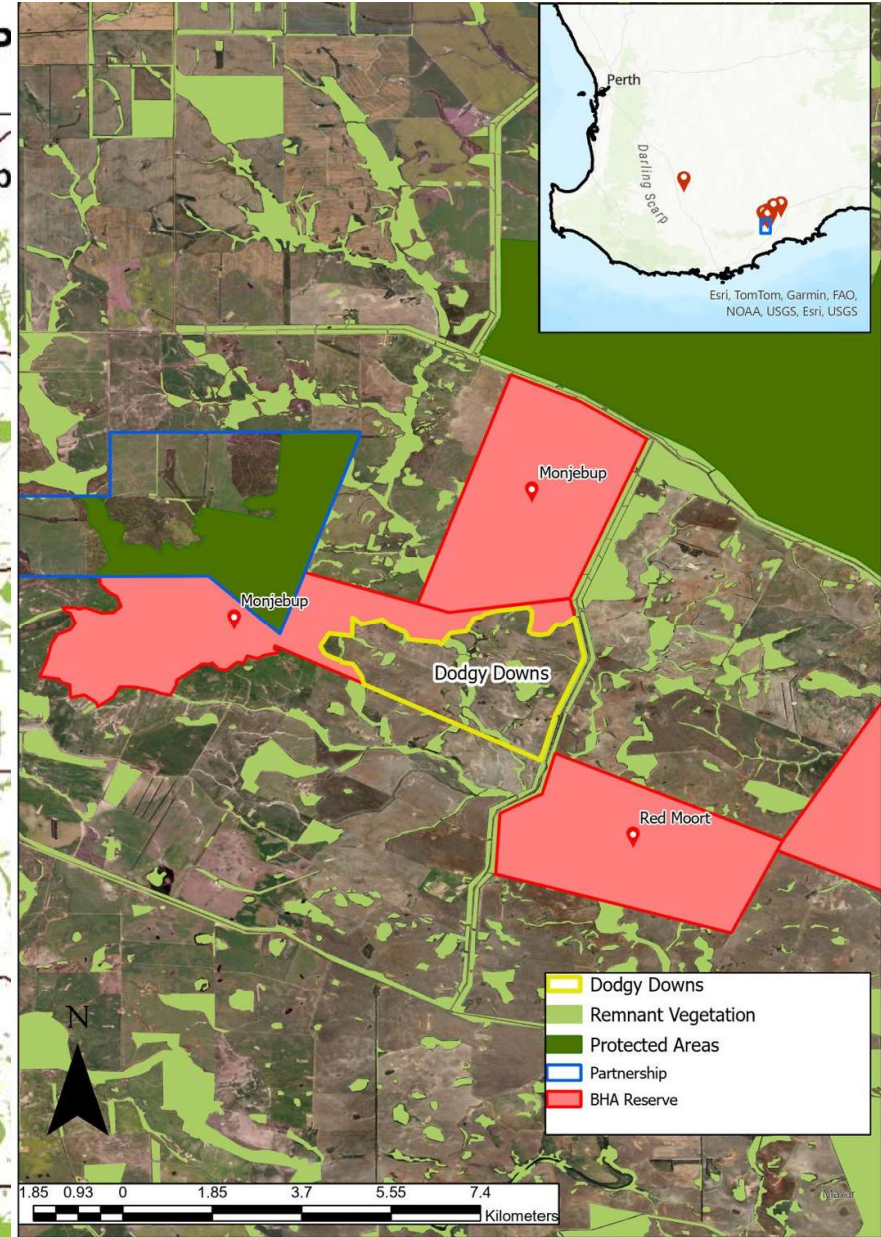 Perth
Darling Scarp
Esri, TomTom, Garmin, FAO,
NOAA, USGS, Esri, USGS
Monjebup
Monjebup
Dodgy Downs
Red Moort
Dodgy Downs
Remnant Vegetation
Protected Areas
Partnership
BHA Reserve
N
1.85 0.93 0 1.85 3.7 5.55 7.4
Kilometers
Maxar